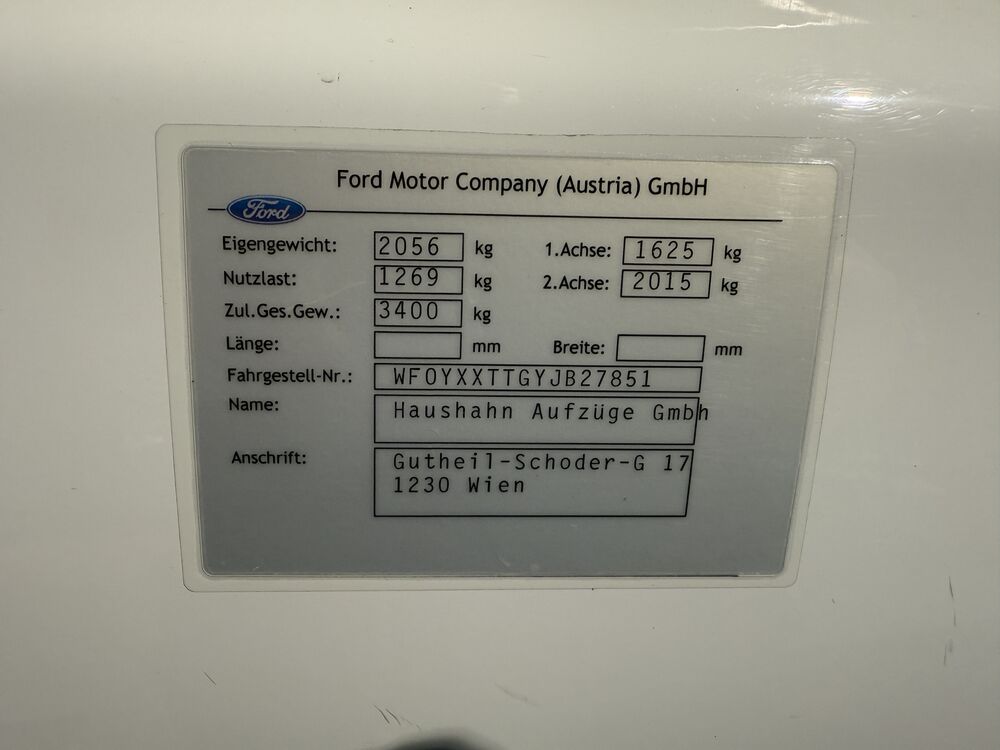 Ford Motor Company (Austria) GmbH
Ford
Eigengewicht: 2056 kg 1.Achse: 1625 kg
Nutzlast: 1269 kg 2.Achse: 2015 kg
Zul.Ges.Gew.: 3400 kg
Länge: mm Breite: mm
Fahrgestell-Nr.: WF0YXXTTGYJB27851
Name: Haushahn Aufzüge Gmbh
Anschrift: Gutheil-Schoder-G 17
1230 Wien